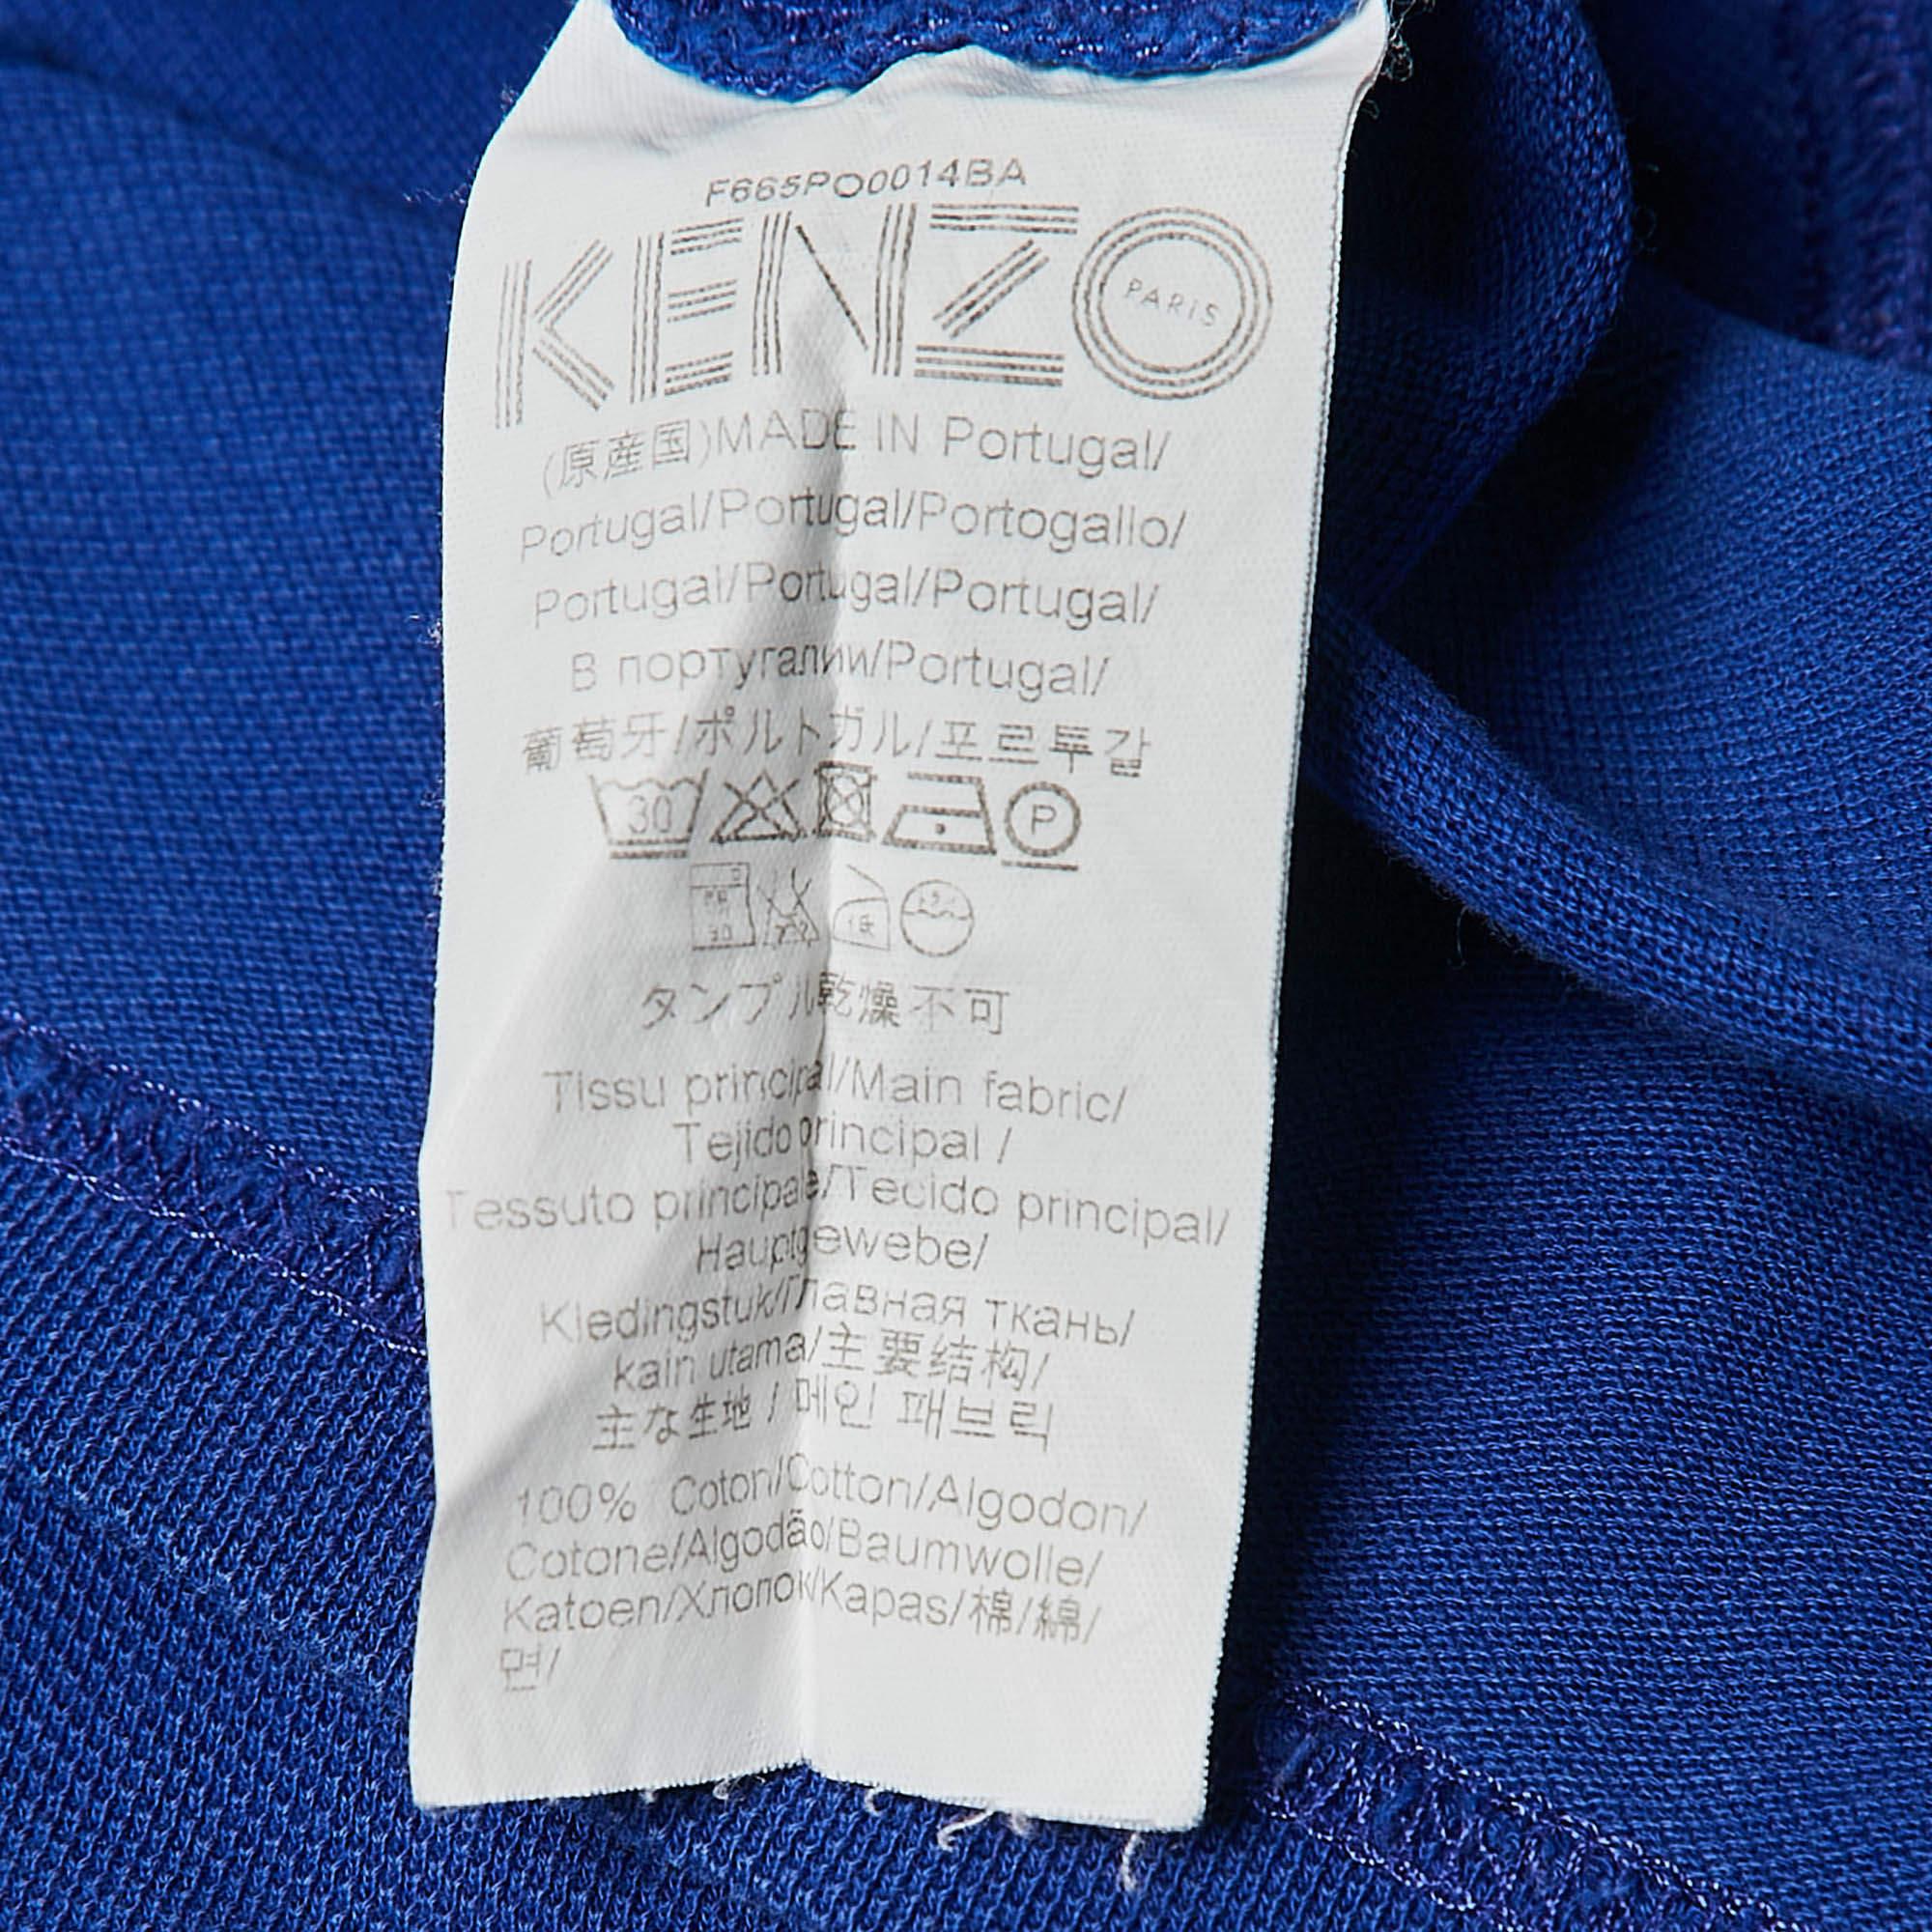 F665PO0014BA
KENZO
PARIS
(原産国)MADE IN Portugal/
Portugal/Portugal/Portogallo/
Portugal/Portugal/Portugal/
В португалии/Portugal/
葡萄牙/ポルトガル/포르투갈
30 P
30
タンブル乾燥不可
Tissu principal/Main fabric/
Tejido principal /
Tessuto principale/Tecido principal/
Hauptgewebe/
Kledingstuk/Главная ткань/
kain utama/主要结构/
主な生地 / 메인 패브릭
100% Coton/Cotton/Algodon/
Cotone/Algodão/Baumwolle/
Katoen/Хлопок/Kapas/棉/綿/
면/